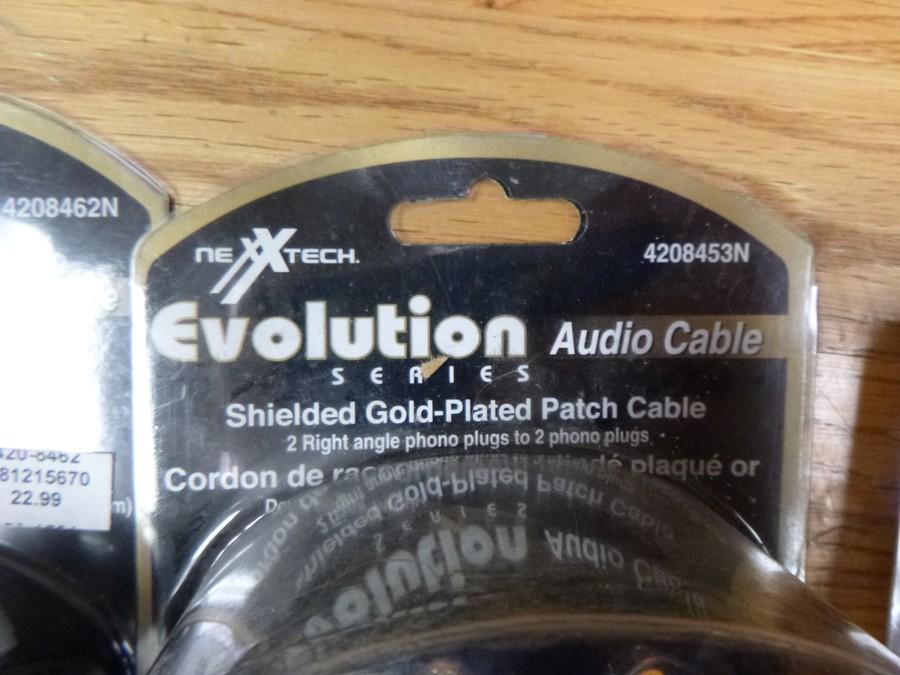 4208462N
neXXtech.
4208453N
Evolution Audio Cable
SERIES
Shielded Gold-Plated Patch Cable
2 Right angle phono plugs to 2 phono plugs
Cordon de plaqué or
420-8462
81215670
22.99
m)